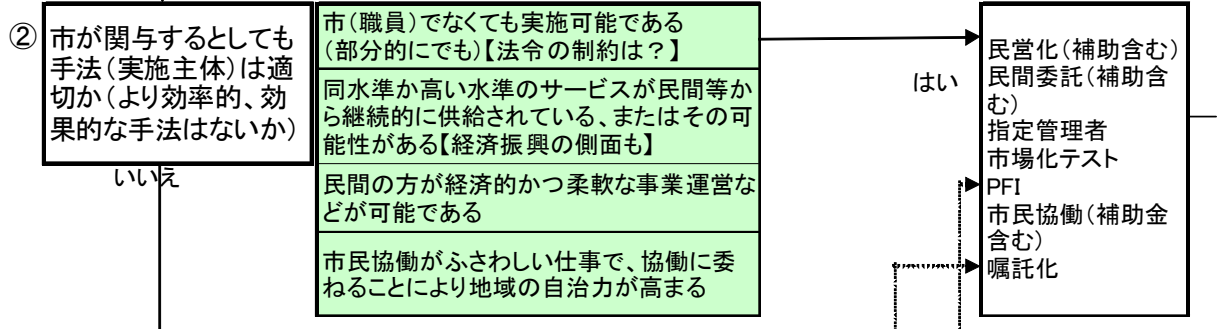 ②
市が関与するとしても
手法(実施主体)は適
切か(より効率的、効
果的な手法はないか)
いいえ
市(職員)でなくても実施可能である
(部分的にでも)【法令の制約は?】
同水準か高い水準のサービスが民間等か
ら継続的に供給されている、またはその可
能性がある【経済振興の側面も】
民間の方が経済的かつ柔軟な事業運営な
どが可能である
市民協働がふさわしい仕事で、協働に委
ねることにより地域の自治力が高まる
はい
民営化(補助含む)
民間委託(補助含
む)
指定管理者
市場化テスト
PFI
市民協働(補助金
含む)
嘱託化